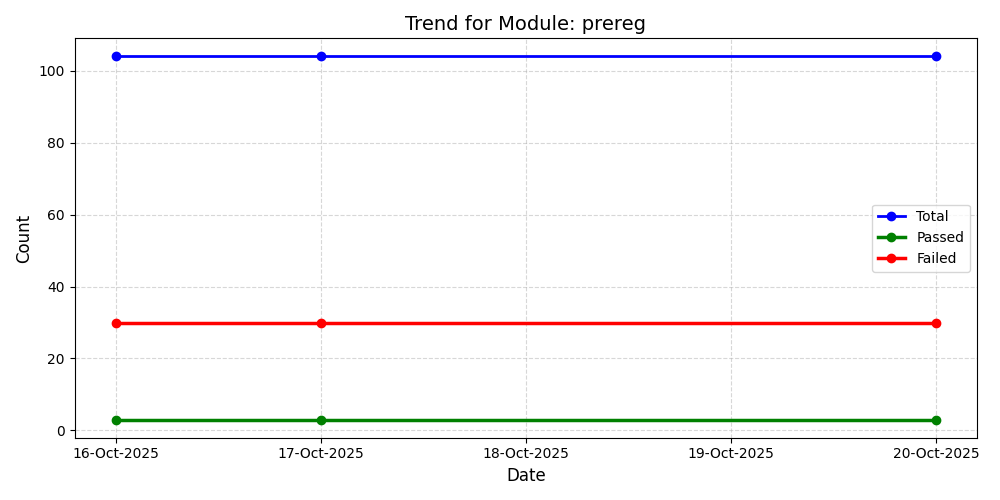 Trend for Module: prereg
Count
100
80
60
40
20
0
Total
Passed
Failed
16-Oct-2025
17-Oct-2025
18-Oct-2025
19-Oct-2025
20-Oct-2025
Date